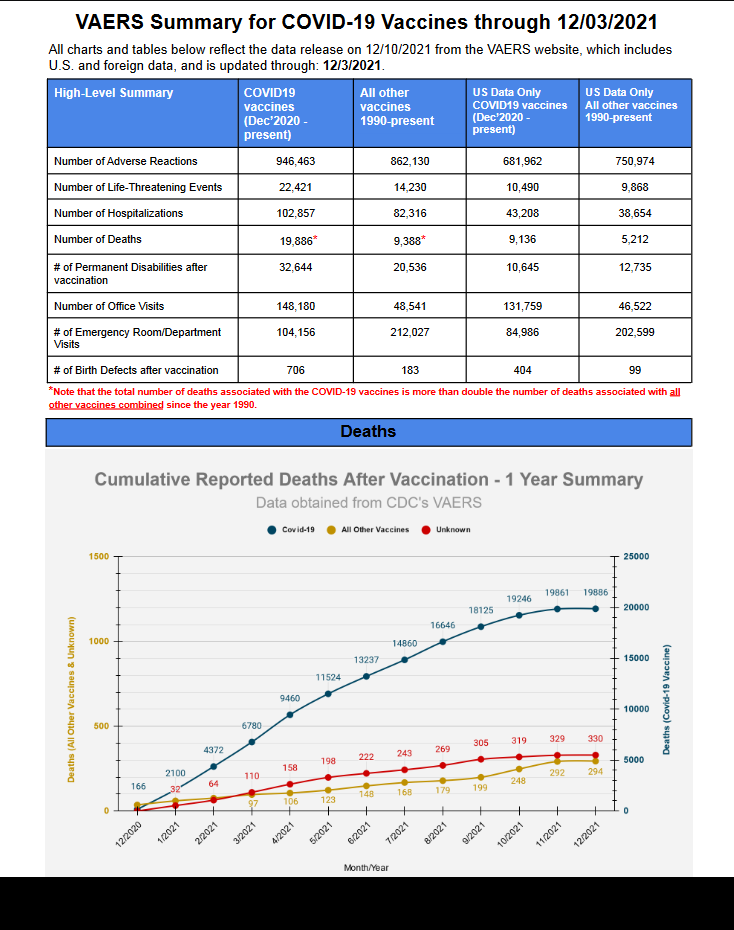 VAERS Summary for COVID-19 Vaccines through 12/03/2021
All charts and tables below reflect the data release on 12/10/2021 from the VAERS website, which includes
U.S. and foreign data, and is updated through: 12/3/2021.
High-Level Summary
COVID19
vaccines
(Dec'2020 -
present)
All other
vaccines
1990-present
US Data Only
COVID19 vaccines
(Dec'2020 -
present)
US Data Only
All other vaccines
1990-present
Number of Adverse Reactions 946,463 862,130 681,962 750,974
Number of Life-Threatening Events 22,421 14,230 10,490 9,868
Number of Hospitalizations 102,857 82,316 43,208 38,654
Number of Deaths 19,886* 9,388* 9,136 5,212
# of Permanent Disabilities after 32,644 20,536 10,645 12,735
vaccination
Number of Office Visits 148,180 48,541 131,759 46,522
# of Emergency Room/Department 104,156 212,027 84,986 202,599
Visits
# of Birth Defects after vaccination 706 183 404 99
*Note that the total number of deaths associated with the COVID-19 vaccines is more than double the number of deaths associated with all
other vaccines combined since the year 1990.
Deaths
Cumulative Reported Deaths After Vaccination - 1 Year Summary
Data obtained from CDC's VAERS
Covid-19 All Other Vaccines Unknown
Deaths (All Other Vaccines & Unknown)
1500
1000
500
0
166 2100 4372 6780 9460 11524 13237 14860 16646 18125 19246 19861 19886
32 64 110 158 198 222 243 269 305 319 329 330
97 106 123 148 168 179 199 248 292 294
25000
20000
15000
10000
5000
0
Deaths (Covid-19 Vaccine)
12/2020 1/2021 2/2021 3/2021 4/2021 5/2021 6/2021 7/2021 8/2021 9/2021 10/2021 11/2021 12/2021
Month/Year